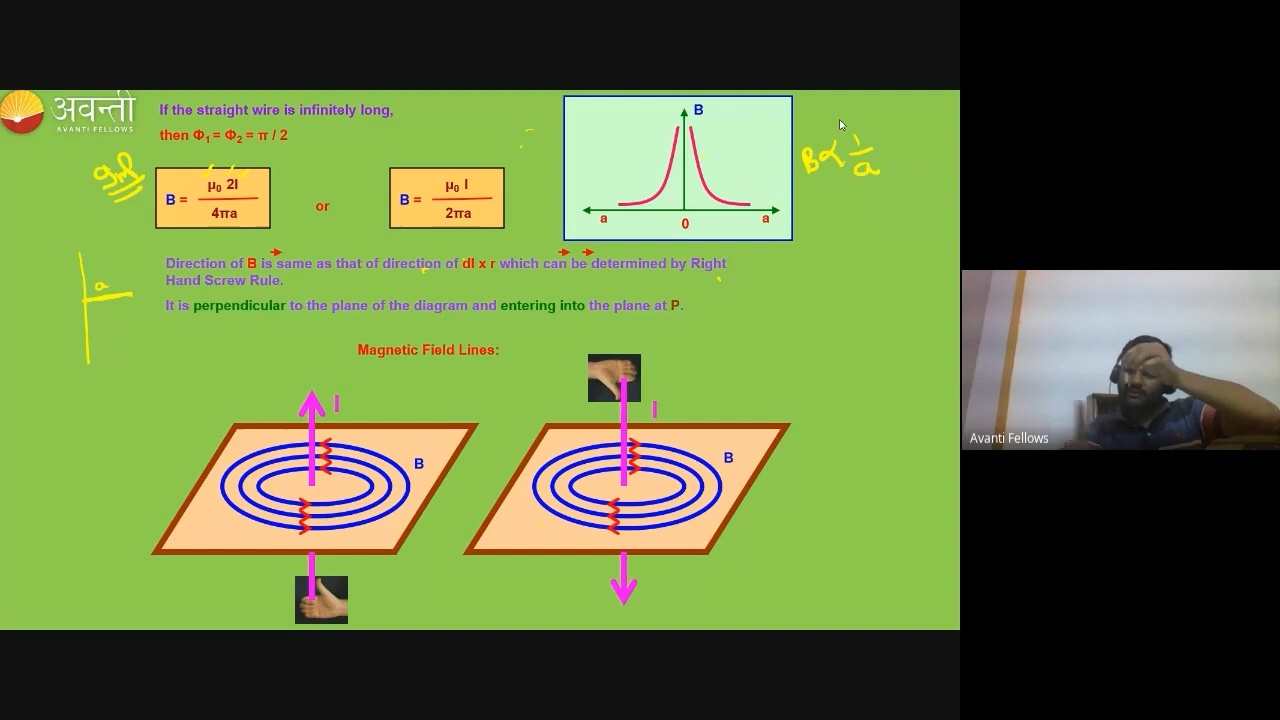 अवन्ती
AVANTI FELLOWS
If the straight wire is infinitely long,
then Φ1 = Φ2 = π / 2
B = μ0 2I / 4πa
or
B = μ0 I / 2πa
B
a 0 a
B ∝ 1/a
a
Direction of B is same as that of direction of dl x r which can be determined by Right
Hand Screw Rule.
It is perpendicular to the plane of the diagram and entering into the plane at P.
Magnetic Field Lines:
I
I
B
B
Avanti Fellows